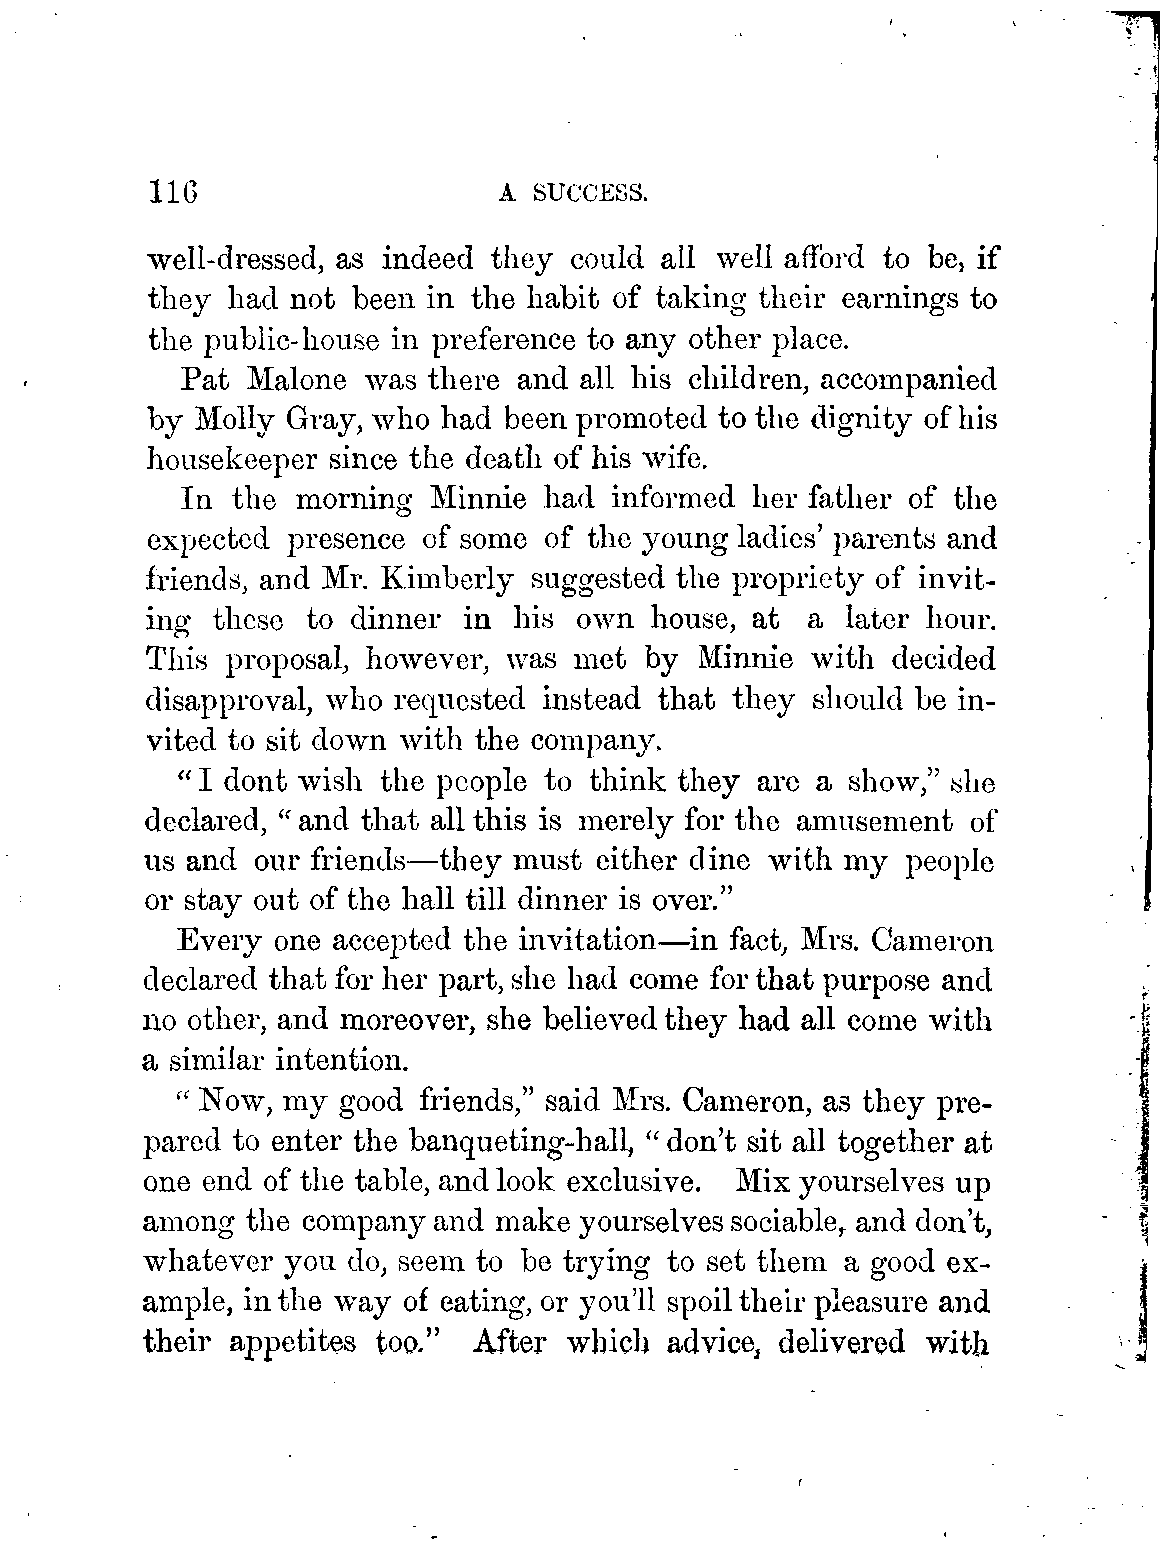 116 A SUCCESS.
well-dressed, as indeed they could all well afford to be, if
they had not been in the habit of taking their earnings to
the public-house in preference to any other place.
Pat Malone was there and all his children, accompanied
by Molly Gray, who had been promoted to the dignity of his
housekeeper since the death of his wife.
In the morning Minnie had informed her father of the
expected presence of some of the young ladies' parents and
friends, and Mr. Kimberly suggested the propriety of invit-
ing these to dinner in his own house, at a later hour.
This proposal, however, was met by Minnie with decided
disapproval, who requested instead that they should be in-
vited to sit down with the company.
"I dont wish the people to think they are a show," she
declared, "and that all this is merely for the amusement of
us and our friends—they must either dine with my people
or stay out of the hall till dinner is over."
Every one accepted the invitation—in fact, Mrs. Cameron
declared that for her part, she had come for that purpose and
no other, and moreover, she believed they had all come with
a similar intention.
"Now, my good friends," said Mrs. Cameron, as they pre-
pared to enter the banqueting-hall, "don't sit all together at
one end of the table, and look exclusive. Mix yourselves up
among the company and make yourselves sociable, and don't,
whatever you do, seem to be trying to set them a good ex-
ample, in the way of eating, or you'll spoil their pleasure and
their appetites too." After which advice, delivered with